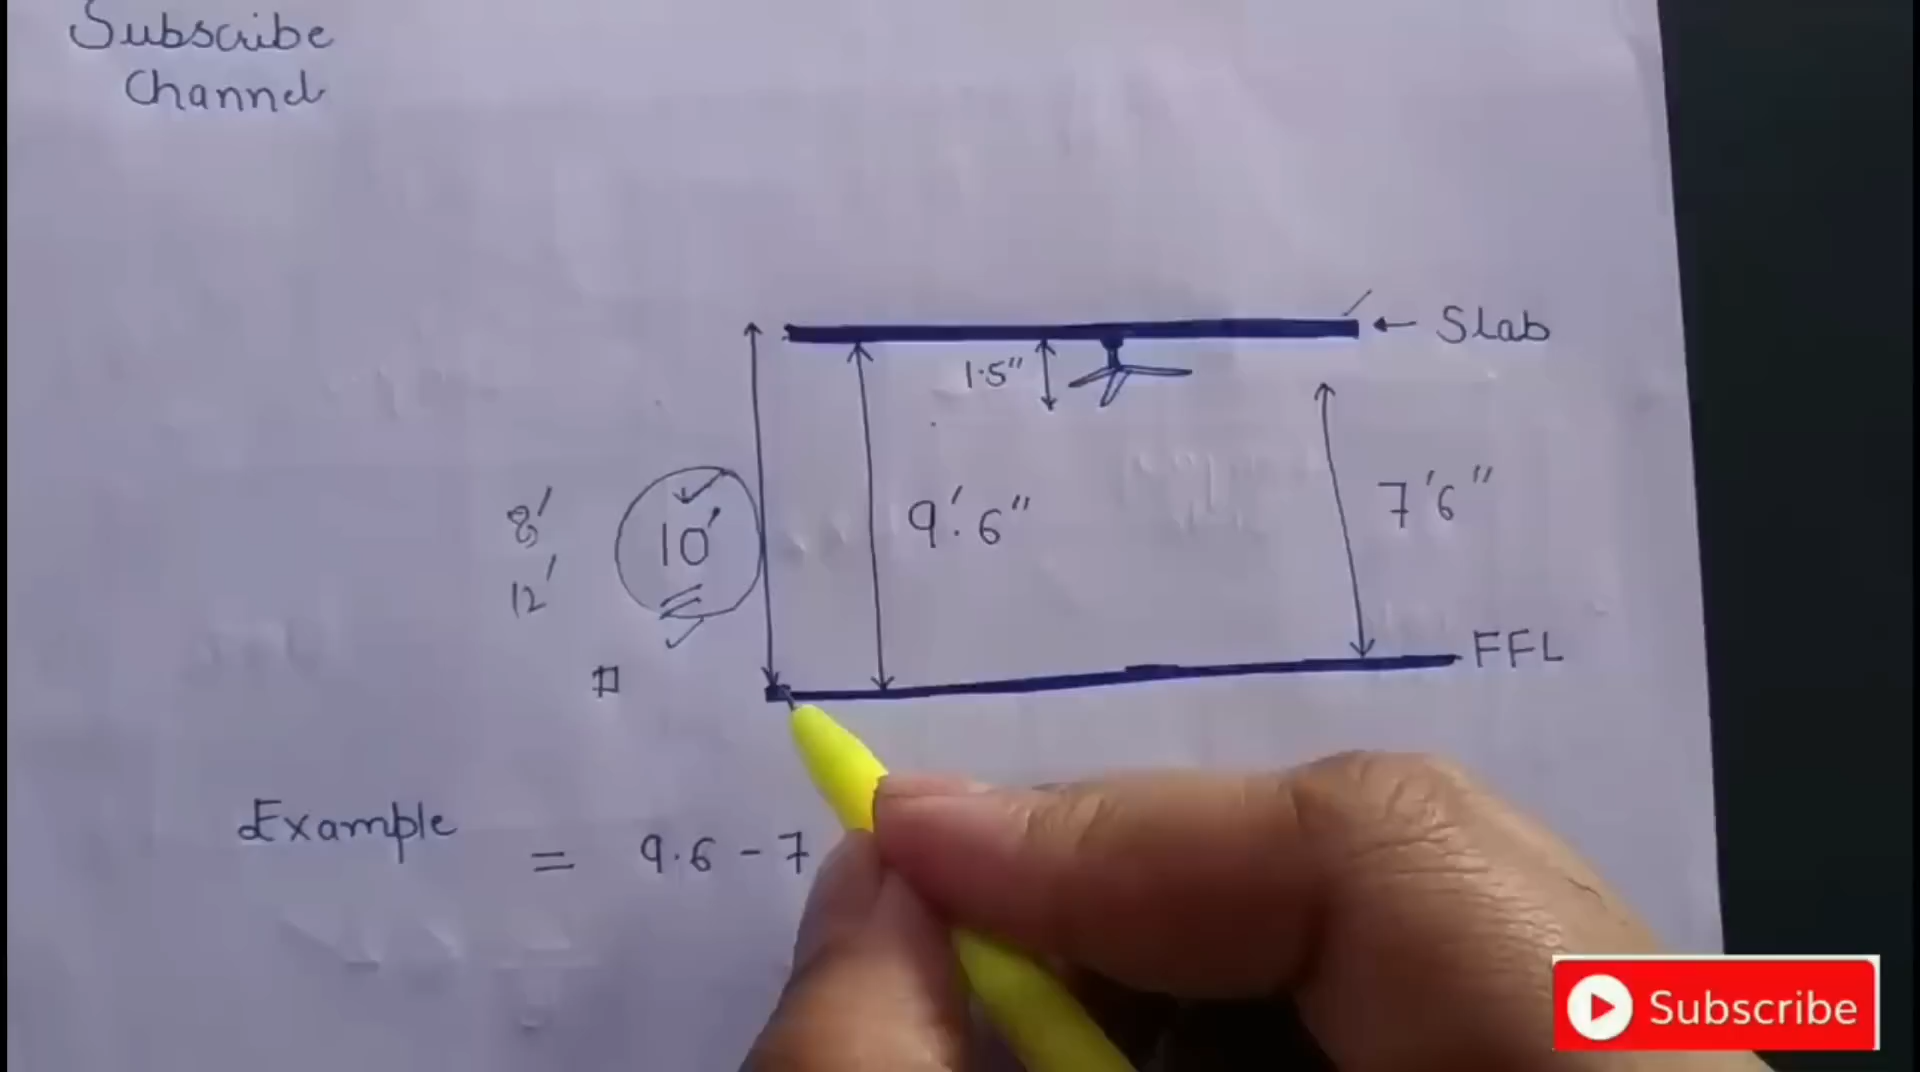 Subscribe
Channel
Slab
1.5"
7'6"
9'.6"
8'
10'
12'
FFL
Example
= 9.6 - 7
Subscribe